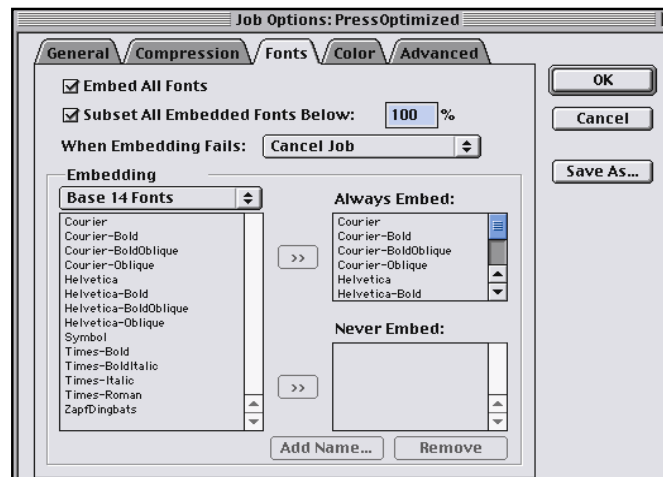 Job Options: PressOptimized
General Compression Fonts Color Advanced
Embed All Fonts
Subset All Embedded Fonts Below: 100 %
When Embedding Fails: Cancel Job
OK
Cancel
Save As...
Embedding
Base 14 Fonts
Courier
Courier-Bold
Courier-BoldOblique
Courier-Oblique
Helvetica
Helvetica-Bold
Helvetica-BoldOblique
Helvetica-Oblique
Symbol
Times-Bold
Times-BoldItalic
Times-Italic
Times-Roman
ZapfDingbats
>>
>>
Always Embed:
Courier
Courier-Bold
Courier-BoldOblique
Courier-Oblique
Helvetica
Helvetica-Bold
Never Embed:
Add Name... Remove